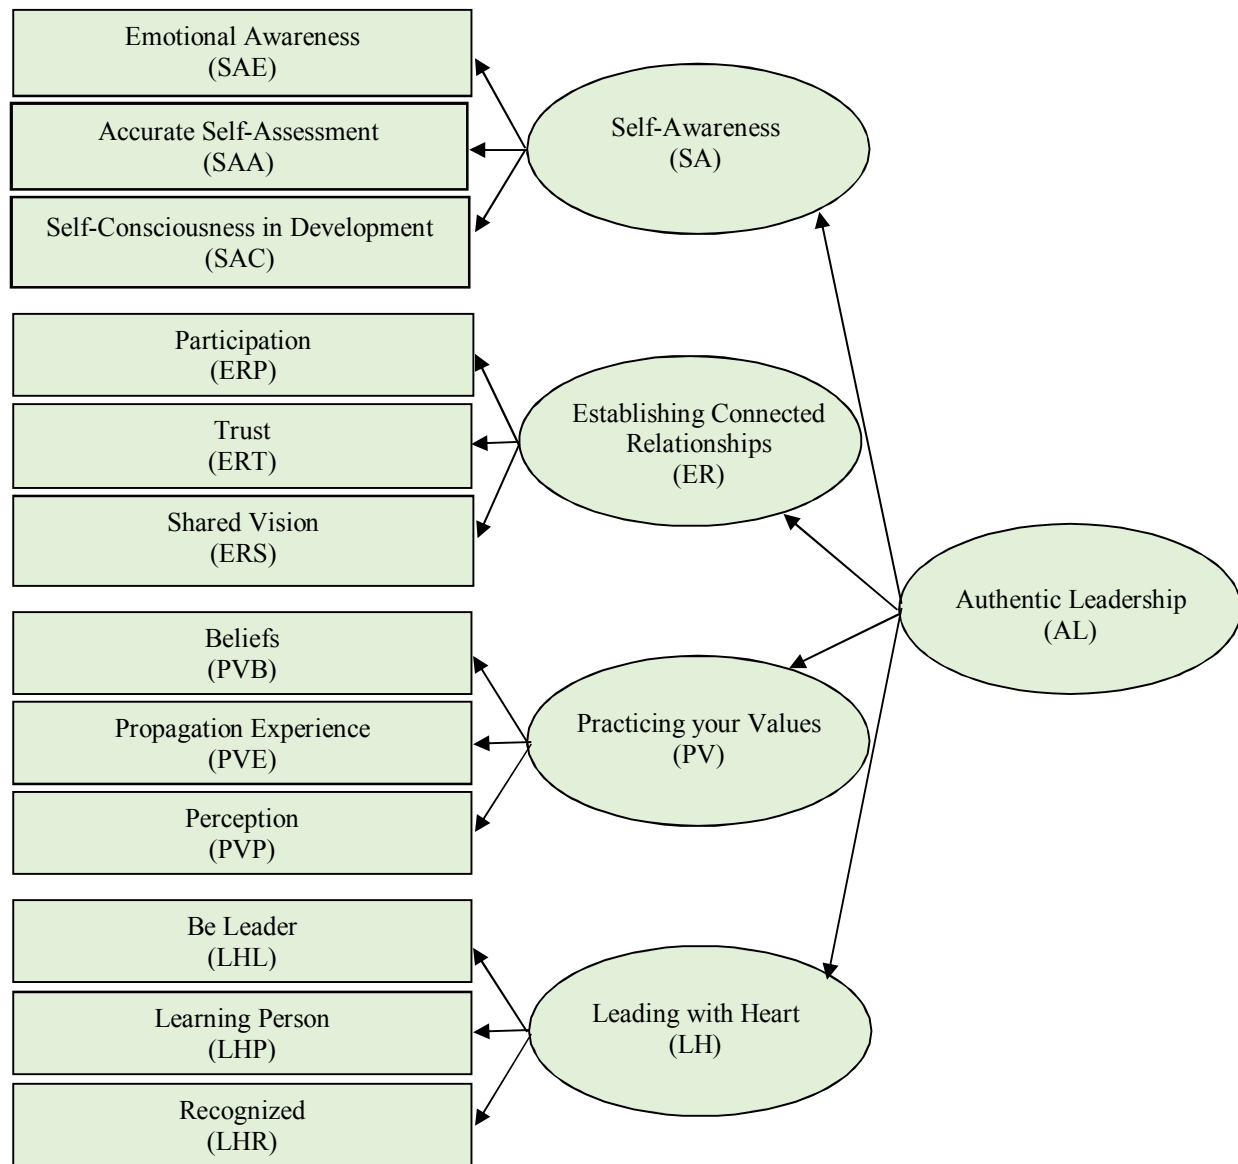 Emotional Awareness
(SAE)
Accurate Self-Assessment
(SAA)
Self-Consciousness in Development
(SAC)
Self-Awareness
(SA)
Participation
(ERP)
Trust
(ERT)
Shared Vision
(ERS)
Establishing Connected
Relationships
(ER)
Authentic Leadership
(AL)
Beliefs
(PVB)
Propagation Experience
(PVE)
Perception
(PVP)
Practicing your Values
(PV)
Be Leader
(LHL)
Learning Person
(LHP)
Recognized
(LHR)
Leading with Heart
(LH)